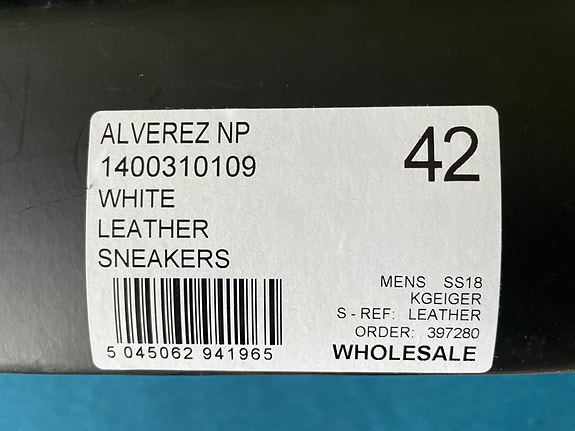 ALVEREZ NP
42
1400310109
WHITE
LEATHER
SNEAKERS
MENS SS18
KGEIGER
S - REF: LEATHER
ORDER: 397280
WHOLESALE
5 045062 941965